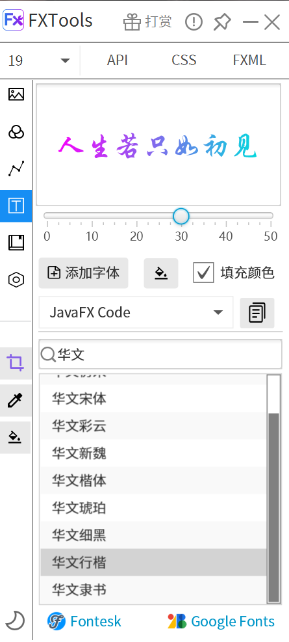 FXTools
打赏
19
API
CSS
FXML
人生若只如初见
0 10 20 30 40 50
添加字体
填充颜色
JavaFX Code
华文
华文宋体
华文彩云
华文新魏
华文楷体
华文琥珀
华文细黑
华文行楷
华文隶书
Fontesk
Google Fonts